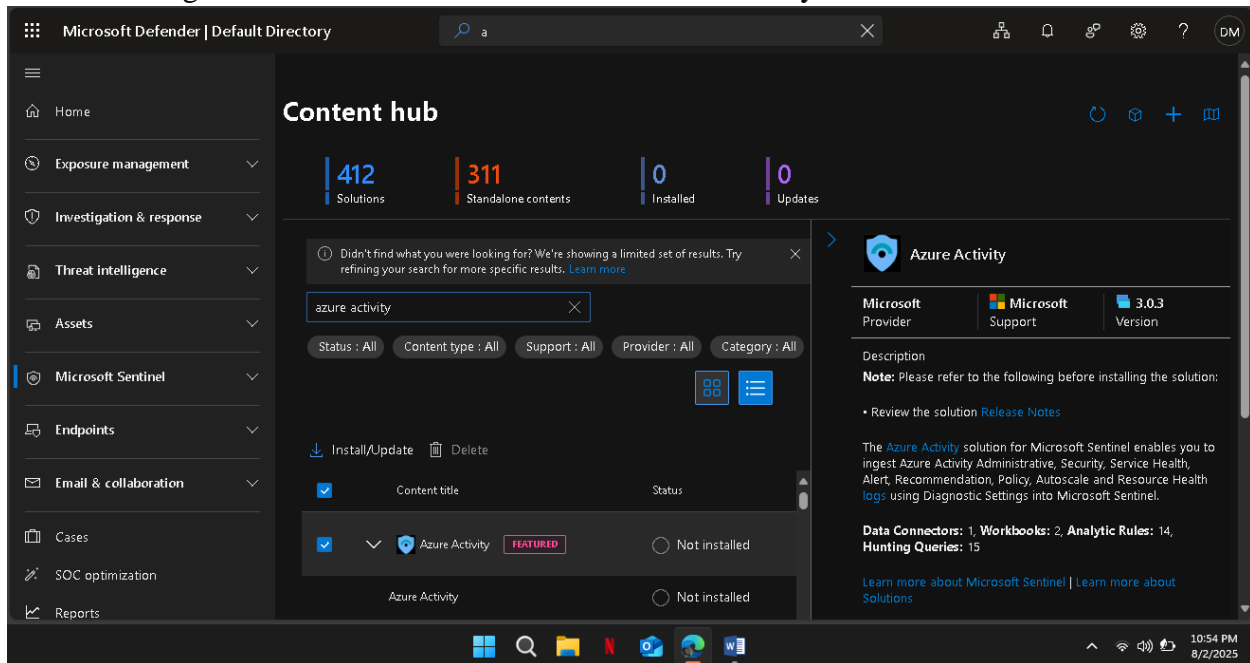 Microsoft Defender | Default Directory
a
DM
Home
Exposure management
Investigation & response
Threat intelligence
Assets
Microsoft Sentinel
Endpoints
Email & collaboration
Cases
SOC optimization
Reports
Content hub
412
Solutions
311
Standalone contents
0
Installed
0
Updates
Didn't find what you were looking for? We're showing a limited set of results. Try
refining your search for more specific results. Learn more
azure activity
Status : All Content type : All Support : All Provider : All Category : All
Install/Update Delete
Content title Status
Azure Activity FEATURED Not installed
Azure Activity Not installed
Azure Activity
Microsoft
Provider
Microsoft
Support
3.0.3
Version
Description
Note: Please refer to the following before installing the solution:
• Review the solution Release Notes
The Azure Activity solution for Microsoft Sentinel enables you to
ingest Azure Activity Administrative, Security, Service Health,
Alert, Recommendation, Policy, Autoscale and Resource Health
logs using Diagnostic Settings into Microsoft Sentinel.
Data Connectors: 1, Workbooks: 2, Analytic Rules: 14,
Hunting Queries: 15
Learn more about Microsoft Sentinel | Learn more about
Solutions
10:54 PM
8/2/2025